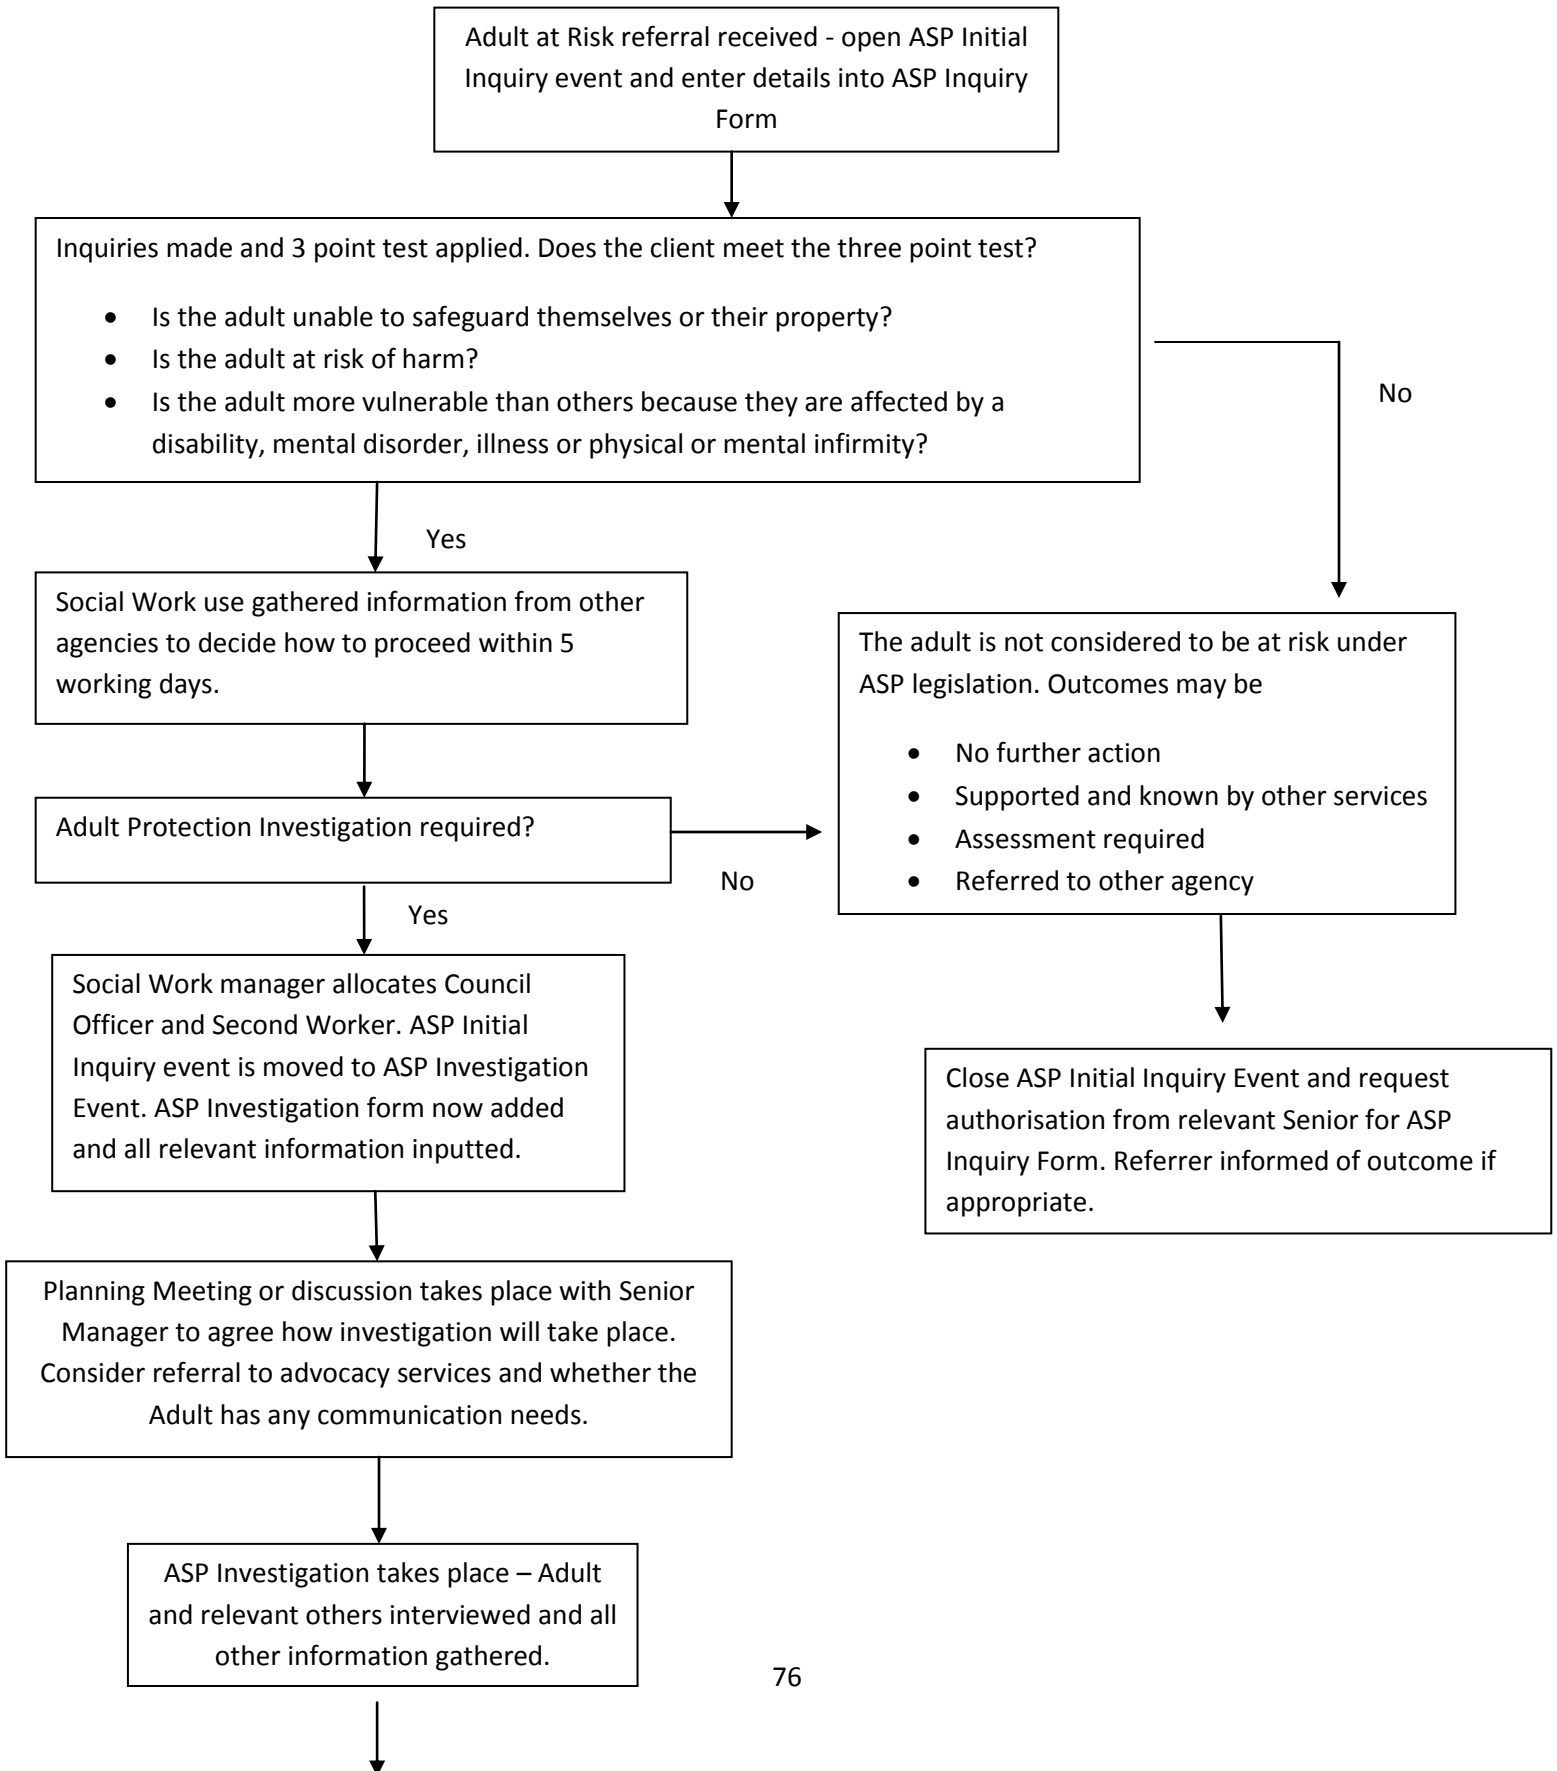 Adult at Risk referral received - open ASP Initial
Inquiry event and enter details into ASP Inquiry
Form
Inquiries made and 3 point test applied. Does the client meet the three point test?
• Is the adult unable to safeguard themselves or their property?
• Is the adult at risk of harm?
• Is the adult more vulnerable than others because they are affected by a
disability, mental disorder, illness or physical or mental infirmity?
No
Yes
Social Work use gathered information from other
agencies to decide how to proceed within 5
working days.
The adult is not considered to be at risk under
ASP legislation. Outcomes may be
• No further action
• Supported and known by other services
• Assessment required
• Referred to other agency
Adult Protection Investigation required?
No
Yes
Social Work manager allocates Council
Officer and Second Worker. ASP Initial
Inquiry event is moved to ASP Investigation
Event. ASP Investigation form now added
and all relevant information inputted.
Close ASP Initial Inquiry Event and request
authorisation from relevant Senior for ASP
Inquiry Form. Referrer informed of outcome if
appropriate.
Planning Meeting or discussion takes place with Senior
Manager to agree how investigation will take place.
Consider referral to advocacy services and whether the
Adult has any communication needs.
ASP Investigation takes place – Adult
and relevant others interviewed and all
other information gathered.
76